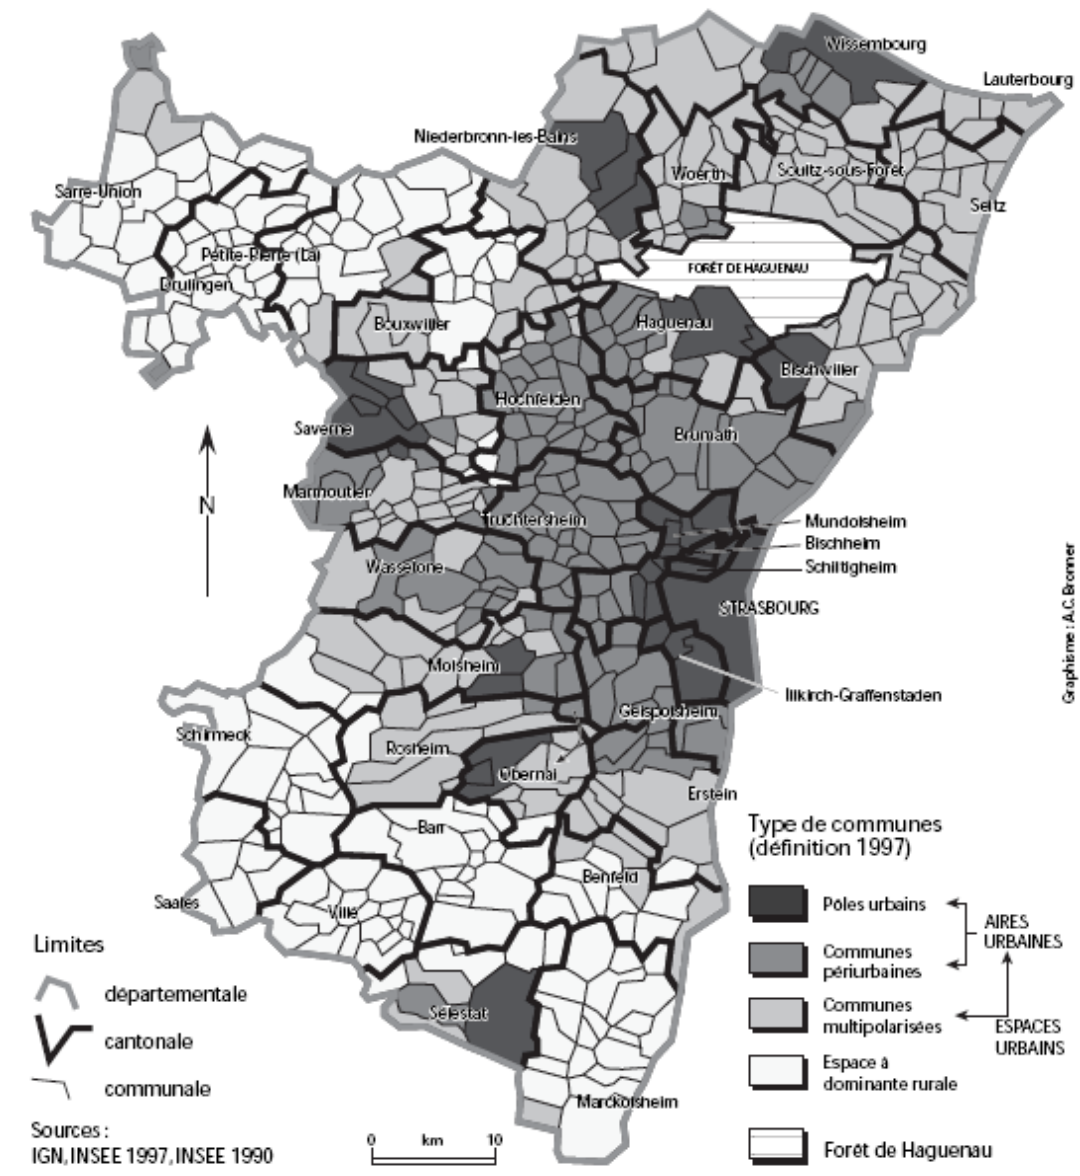 Wissembourg
Lauterbourg
Niederbronn-les-Bains
Woerth
Soultz-sous-Forêt
Sarre-Union
Seltz
Petite-Pierre (La)
FORÊT DE HAGUENAU
Drulingen
Bouxwiller
Haguenau
Bischwiller
Hochfelden
Saverne
Brumath
Marmoutier
N
Truchtersheim
Mundolsheim
Bischheim
Wasselone
Schiltigheim
STRASBOURG
Molsheim
Illkirch-Graffenstaden
Geispolsheim
Schirmeck
Rosheim
Obernai
Erstein
Barr
Benfeld
Saales
Villé
Sélestat
Marckolsheim
Graphisme : A.C. Bronner
Type de communes
(définition 1997)
Pôles urbains
Communes
périurbaines
Communes
multipolarisées
Espace à
dominante rurale
Forêt de Haguenau
AIRES
URBAINES
ESPACES
URBAINS
Limites
départementale
cantonale
communale
Sources :
IGN, INSEE 1997, INSEE 1990
0 km 10